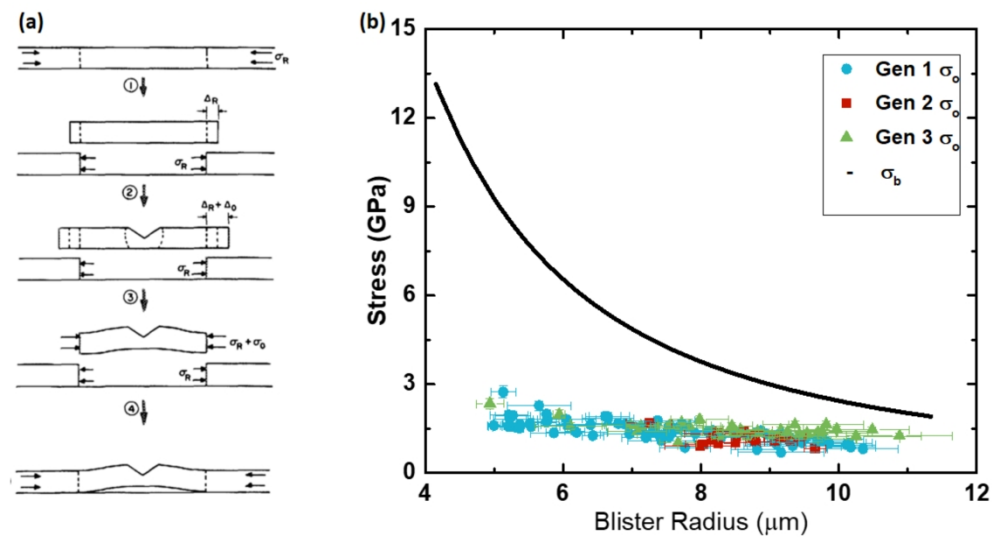 (a)
σR
①
ΔR
σR
②
ΔR + Δ0
σR
③
σR + σ0
σR
④
(b)
15
12
9
6
3
0
Stress (GPa)
Gen 1 σo
Gen 2 σo
Gen 3 σo
- σb
4 6 8 10 12
Blister Radius (μm)